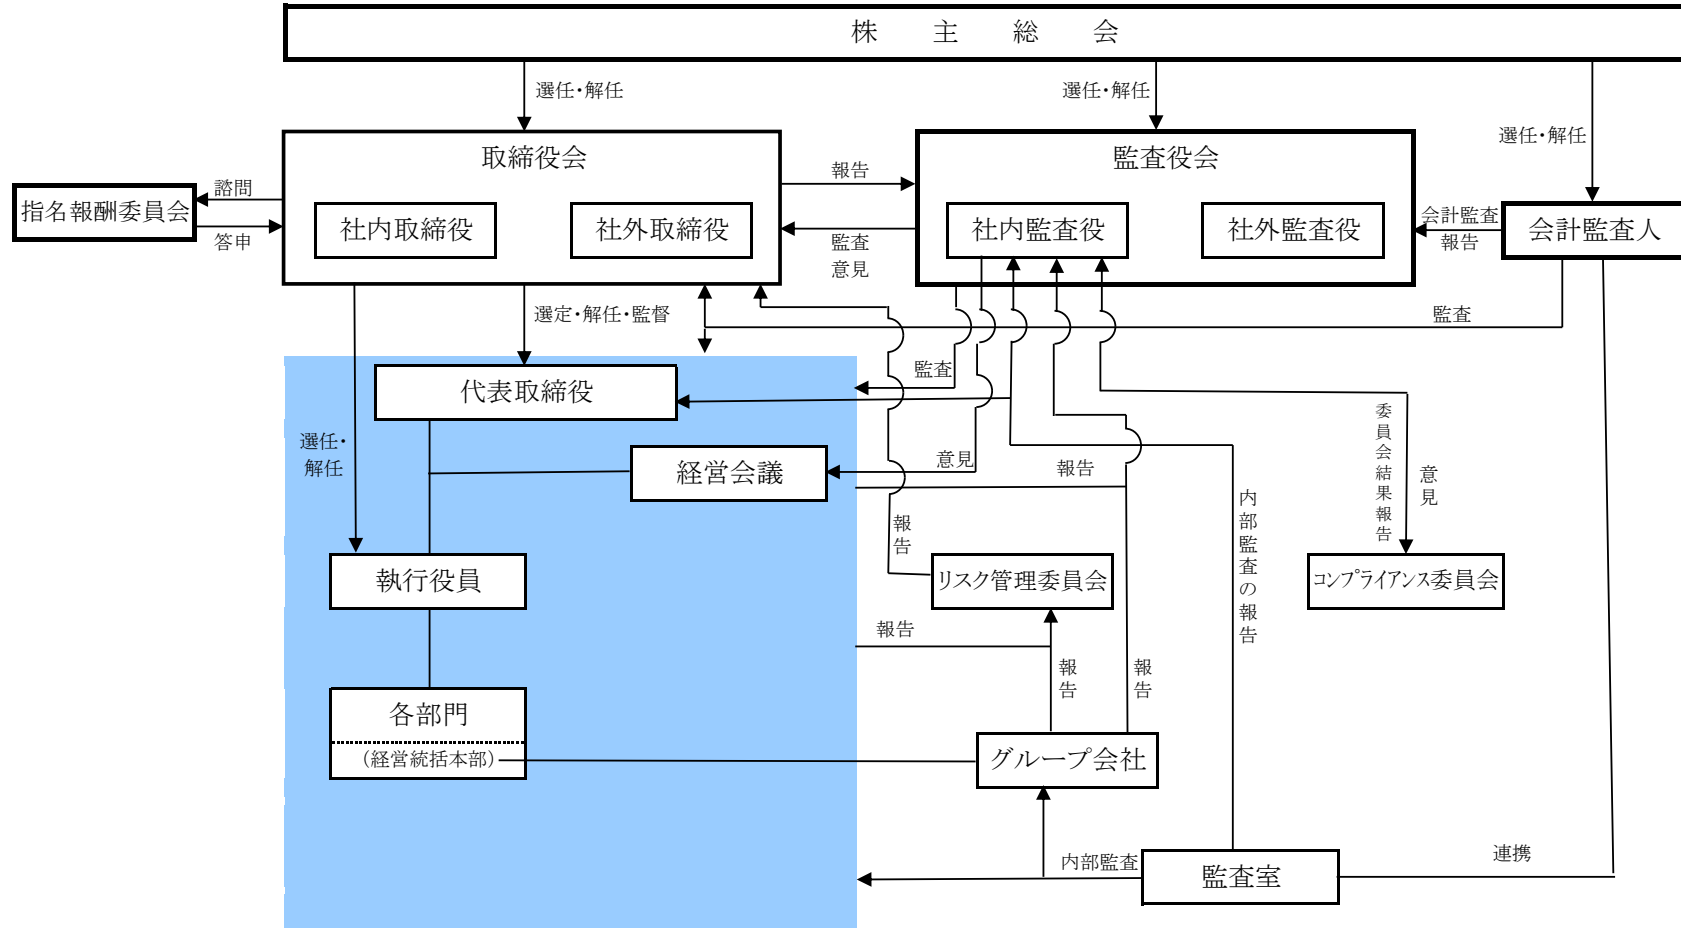 株主総会
選任・解任
選任・解任
選任・解任
取締役会
社内取締役
社外取締役
報告
監査
意見
監査役会
社内監査役
社外監査役
会計監査
報告
会計監査人
指名報酬委員会
諮問
答申
選定・解任・監督
監査
監査
代表取締役
選任・
解任
経営会議
意見
報告
委員会結果報告
意見
内部監査の報告
報告
執行役員
リスク管理委員会
コンプライアンス委員会
報告
報告
報告
各部門
（経営統括本部）
グループ会社
内部監査
監査室
連携